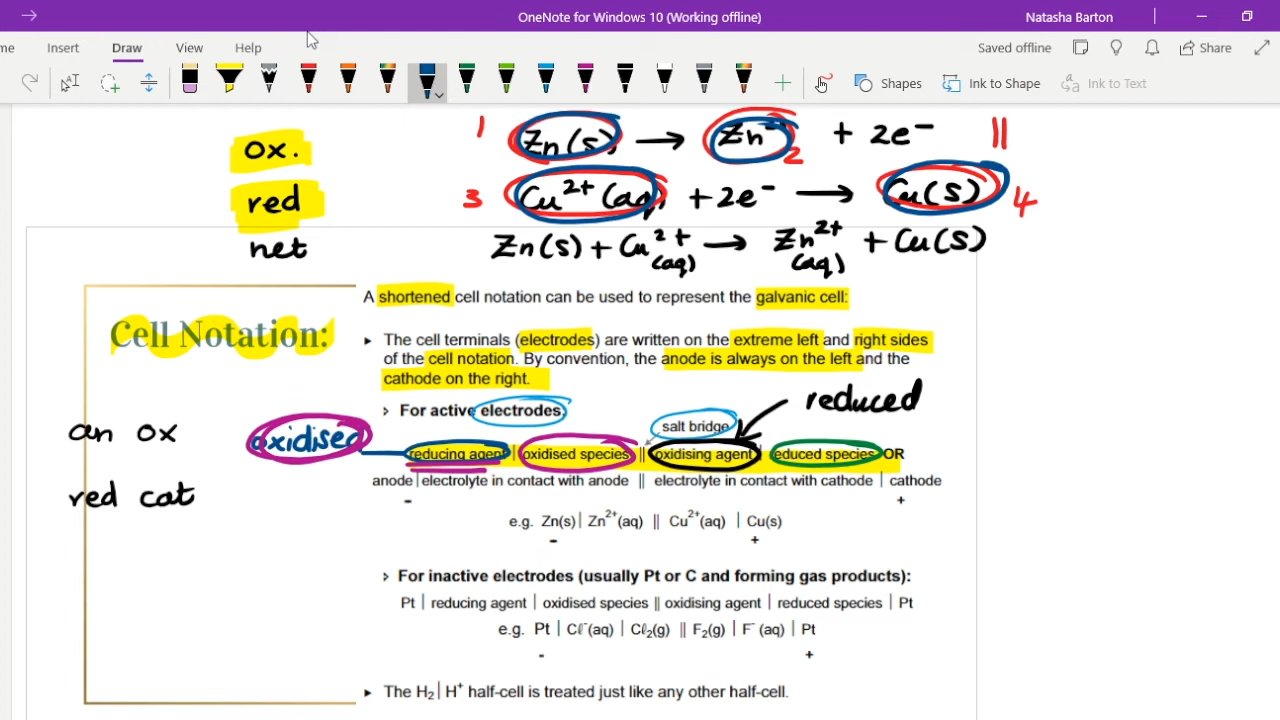 OneNote for Windows 10 (Working offline)
Natasha Barton
me Insert Draw View Help
Saved offline Share
Shapes Ink to Shape Ink to Text
ox. 1 Zn(s) → Zn²⁺ 2 + 2e⁻ ||
red 3 Cu²⁺(aq) + 2e⁻ → Cu(s) 4
net Zn(s) + Cu²⁺(aq) → Zn²⁺(aq) + Cu(s)
Cell Notation:
A shortened cell notation can be used to represent the galvanic cell:
▸ The cell terminals (electrodes) are written on the extreme left and right sides
of the cell notation. By convention, the anode is always on the left and the
cathode on the right.
For active electrodes:
reduced
an ox
red cat
oxidised
salt bridge
reducing agent | oxidised species || oxidising agent | reduced species OR
anode | electrolyte in contact with anode || electrolyte in contact with cathode | cathode
- +
e.g. Zn(s) | Zn²⁺(aq) || Cu²⁺(aq) | Cu(s)
- +
For inactive electrodes (usually Pt or C and forming gas products):
Pt | reducing agent | oxidised species || oxidising agent | reduced species | Pt
e.g. Pt | Cℓ⁻(aq) | Cℓ₂(g) || F₂(g) | F⁻(aq) | Pt
- +
▸ The H₂ | H⁺ half-cell is treated just like any other half-cell.